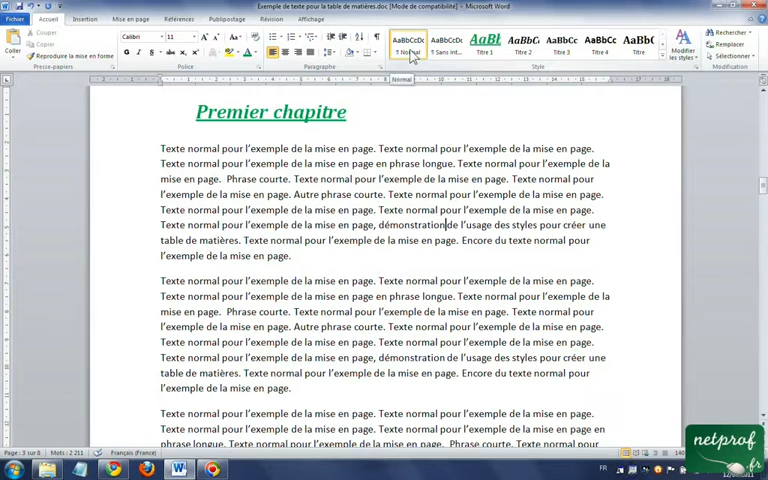 Exemple de texte pour la table de matières.doc [Mode de compatibilité] - Microsoft Word
Fichier Accueil Insertion Mise en page Références Publipostage Révision Affichage
Coller
Couper
Copier
Reproduire la mise en forme
Calibri 11
AaBbCcDc AaBbCcDc AaBb AaBbCc AaBbCc AaBbCc AaBb
¶ Normal ¶ Sans int... Titre 1 Titre 2 Titre 3 Titre 4 Titre
Modifier les styles
Rechercher
Remplacer
Sélectionner
Presse-papiers Police Paragraphe Style Modification
Normal
Premier chapitre
Texte normal pour l'exemple de la mise en page. Texte normal pour l'exemple de la mise en page.
Texte normal pour l'exemple de la mise en page en phrase longue. Texte normal pour l'exemple de la
mise en page.  Phrase courte. Texte normal pour l'exemple de la mise en page. Texte normal pour
l'exemple de la mise en page. Autre phrase courte. Texte normal pour l'exemple de la mise en page.
Texte normal pour l'exemple de la mise en page. Texte normal pour l'exemple de la mise en page.
Texte normal pour l'exemple de la mise en page, démonstration de l'usage des styles pour créer une
table de matières. Texte normal pour l'exemple de la mise en page. Encore du texte normal pour
l'exemple de la mise en page.
Texte normal pour l'exemple de la mise en page. Texte normal pour l'exemple de la mise en page.
Texte normal pour l'exemple de la mise en page en phrase longue. Texte normal pour l'exemple de la
mise en page.  Phrase courte. Texte normal pour l'exemple de la mise en page. Texte normal pour
l'exemple de la mise en page. Autre phrase courte. Texte normal pour l'exemple de la mise en page.
Texte normal pour l'exemple de la mise en page. Texte normal pour l'exemple de la mise en page.
Texte normal pour l'exemple de la mise en page, démonstration de l'usage des styles pour créer une
table de matières. Texte normal pour l'exemple de la mise en page. Encore du texte normal pour
l'exemple de la mise en page.
Texte normal pour l'exemple de la mise en page. Texte normal pour l'exemple de la mise en page.
Texte normal pour l'exemple de la mise en page. Texte normal pour l'exemple de la mise en page en
phrase longue. Texte normal pour l'exemple de la mise en page.  Phrase courte. Texte normal pour
Page : 3 sur 8 Mots : 2 211 Français (France)
FR
netprof
.fr